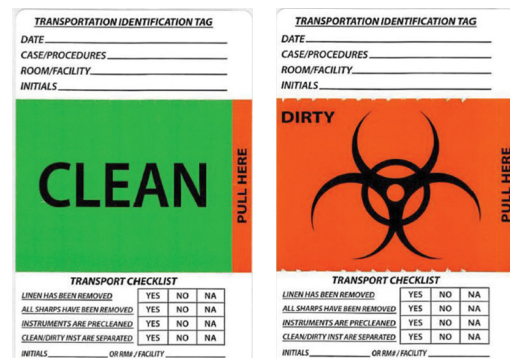 TRANSPORTATION IDENTIFICATION TAG
DATE
CASE/PROCEDURES
ROOM/FACILITY
INITIALS
CLEAN
PULL HERE
TRANSPORT CHECKLIST
LINEN HAS BEEN REMOVED YES NO NA
ALL SHARPS HAVE BEEN REMOVED YES NO NA
INSTRUMENTS ARE PRECLEANED YES NO NA
CLEAN/DIRTY INST ARE SEPARATED YES NO NA
INITIALS OR RM# / FACILITY
TRANSPORTATION IDENTIFICATION TAG
DATE
CASE/PROCEDURES
ROOM/FACILITY
INITIALS
DIRTY
PULL HERE
TRANSPORT CHECKLIST
LINEN HAS BEEN REMOVED YES NO NA
ALL SHARPS HAVE BEEN REMOVED YES NO NA
INSTRUMENTS ARE PRECLEANED YES NO NA
CLEAN/DIRTY INST ARE SEPARATED YES NO NA
INITIALS OR RM# / FACILITY